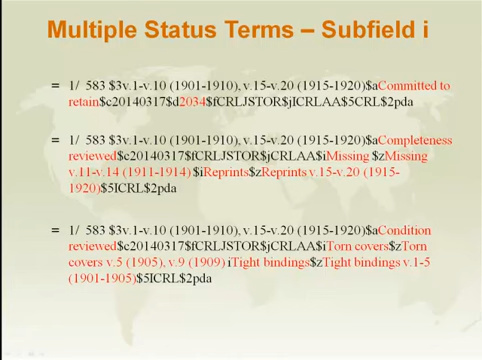 Multiple Status Terms – Subfield i
= 1/ 583 $3v.1-v.10 (1901-1910), v.15-v.20 (1915-1920)$aCommitted to
retain$c20140317$d2034$fCRLJSTOR$jICRLAA$5CRL$2pda
= 1/ 583 $3v.1-v.10 (1901-1910), v.15-v.20 (1915-1920)$aCompleteness
reviewed$c20140317$fCRLJSTOR$jCRLAA$iMissing $zMissing
v.11-v.14 (1911-1914) $iReprints$zReprints v.15-v.20 (1915-
1920)$5ICRL$2pda
= 1/ 583 $3v.1-v.10 (1901-1910), v.15-v.20 (1915-1920)$aCondition
reviewed$c20140317$fCRLJSTOR$jCRLAA$iTorn covers$zTorn
covers v.5 (1905), v.9 (1909) iTight bindings$zTight bindings v.1-5
(1901-1905)$5ICRL$2pda